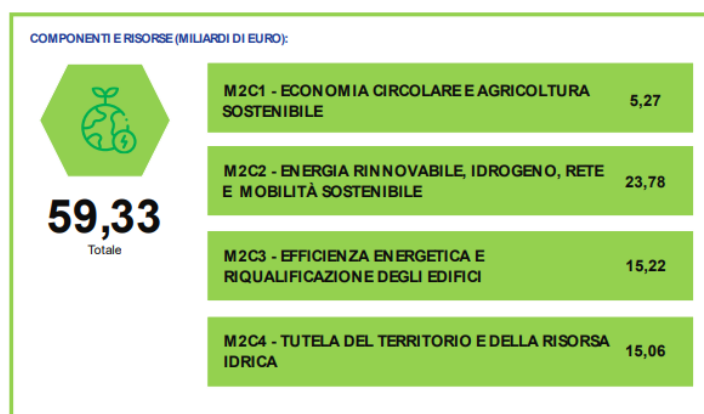 COMPONENTI E RISORSE (MILIARDI DI EURO):
59,33
Totale
M2C1 - ECONOMIA CIRCOLARE E AGRICOLTURA
SOSTENIBILE
5,27
M2C2 - ENERGIA RINNOVABILE, IDROGENO, RETE
E MOBILITÀ SOSTENIBILE
23,78
M2C3 - EFFICIENZA ENERGETICA E
RIQUALIFICAZIONE DEGLI EDIFICI
15,22
M2C4 - TUTELA DEL TERRITORIO E DELLA RISORSA
IDRICA
15,06